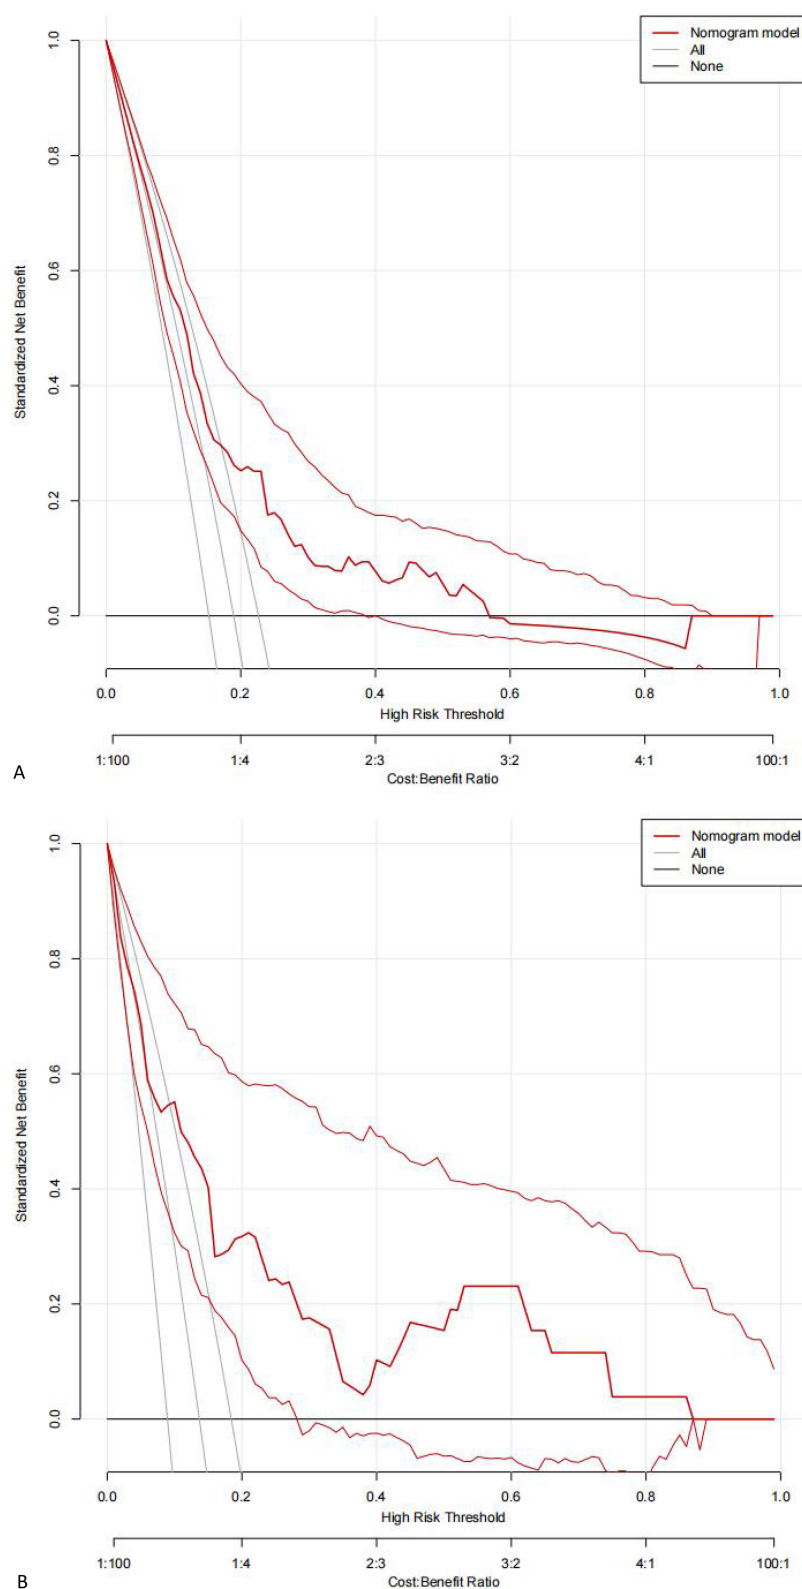 Nomogram model
All
None
1.0
0.8
0.6
0.4
0.2
0.0
Standardized Net Benefit
0.0 0.2 0.4 0.6 0.8 1.0
High Risk Threshold
1:100 1:4 2:3 3:2 4:1 100:1
Cost:Benefit Ratio
A
Nomogram model
All
None
1.0
0.8
0.6
0.4
0.2
0.0
Standardized Net Benefit
0.0 0.2 0.4 0.6 0.8 1.0
High Risk Threshold
1:100 1:4 2:3 3:2 4:1 100:1
Cost:Benefit Ratio
B